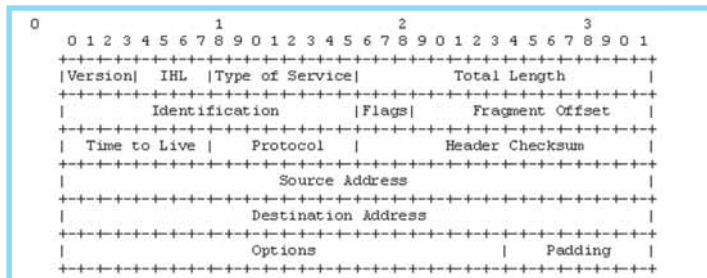 0                   1                   2                   3
0 1 2 3 4 5 6 7 8 9 0 1 2 3 4 5 6 7 8 9 0 1 2 3 4 5 6 7 8 9 0 1
+-+-+-+-+-+-+-+-+-+-+-+-+-+-+-+-+-+-+-+-+-+-+-+-+-+-+-+-+-+-+-+-+
|Version|  IHL  |Type of Service|          Total Length         |
+-+-+-+-+-+-+-+-+-+-+-+-+-+-+-+-+-+-+-+-+-+-+-+-+-+-+-+-+-+-+-+-+
|         Identification        |Flags|      Fragment Offset    |
+-+-+-+-+-+-+-+-+-+-+-+-+-+-+-+-+-+-+-+-+-+-+-+-+-+-+-+-+-+-+-+-+
|  Time to Live |    Protocol   |         Header Checksum       |
+-+-+-+-+-+-+-+-+-+-+-+-+-+-+-+-+-+-+-+-+-+-+-+-+-+-+-+-+-+-+-+-+
|                       Source Address                          |
+-+-+-+-+-+-+-+-+-+-+-+-+-+-+-+-+-+-+-+-+-+-+-+-+-+-+-+-+-+-+-+-+
|                    Destination Address                        |
+-+-+-+-+-+-+-+-+-+-+-+-+-+-+-+-+-+-+-+-+-+-+-+-+-+-+-+-+-+-+-+-+
|                    Options                    |    Padding    |
+-+-+-+-+-+-+-+-+-+-+-+-+-+-+-+-+-+-+-+-+-+-+-+-+-+-+-+-+-+-+-+-+